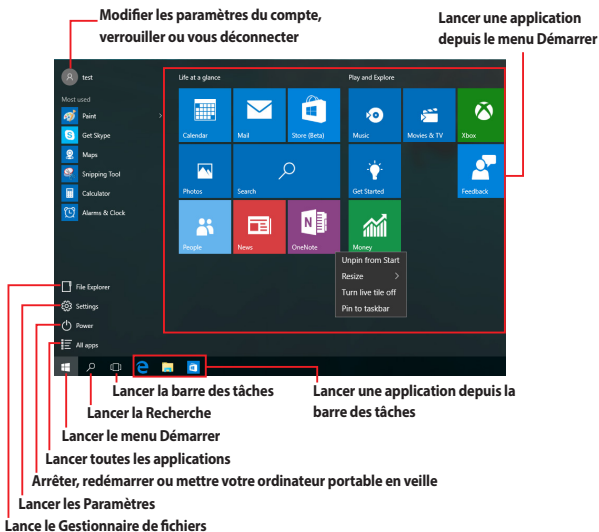 Modifier les paramètres du compte,
verrouiller ou vous déconnecter
Lancer une application
depuis le menu Démarrer
test
Life at a glance
Play and Explore
Most used
Paint
Get Skype
Maps
Snipping Tool
Calculator
Alarms & Clock
Calendar
Mail
Store (Beta)
Music
Movies & TV
Xbox
Photos
Search
Get Started
Feedback
People
News
OneNote
Money
Unpin from Start
Resize
Turn live tile off
Pin to taskbar
File Explorer
Settings
Power
All apps
Lancer la barre des tâches
Lancer une application depuis la
barre des tâches
Lancer la Recherche
Lancer le menu Démarrer
Lancer toutes les applications
Arrêter, redémarrer ou mettre votre ordinateur portable en veille
Lancer les Paramètres
Lance le Gestionnaire de fichiers